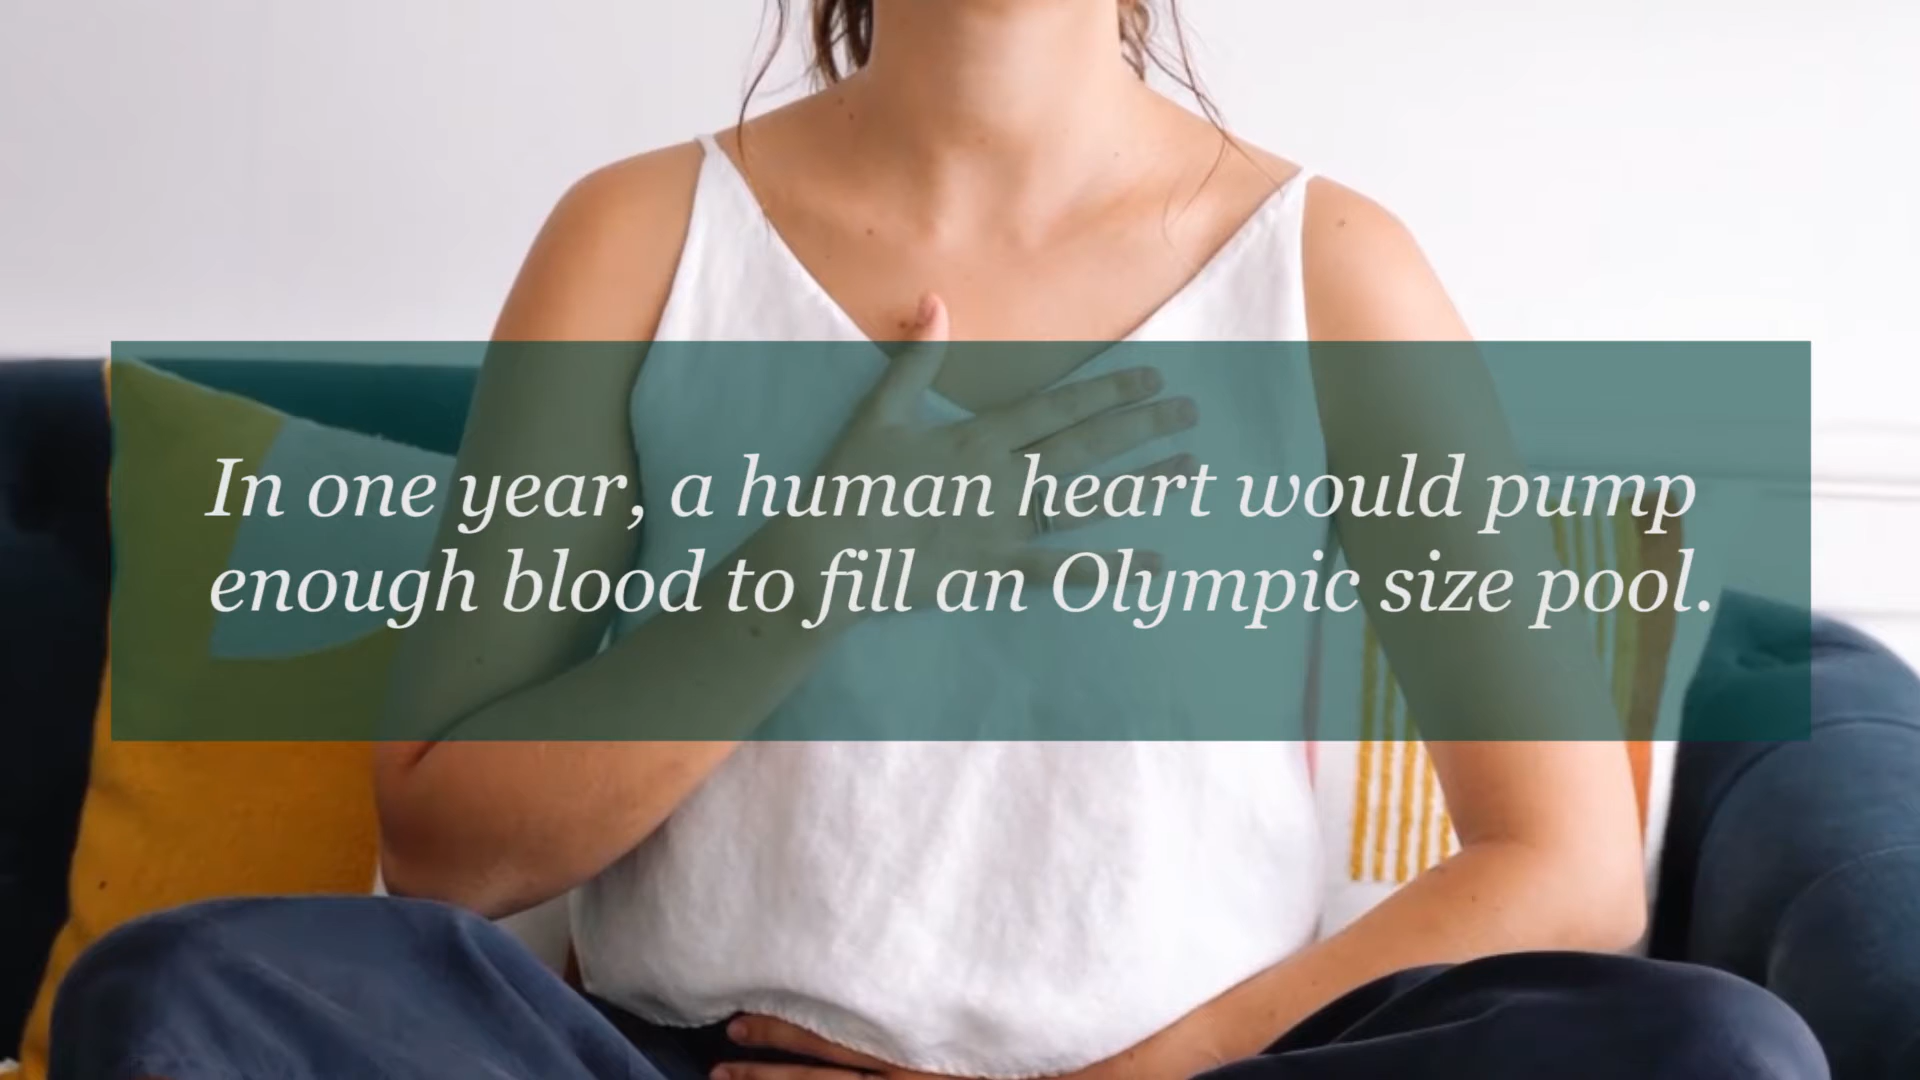 In one year, a human heart would pump
enough blood to fill an Olympic size pool.